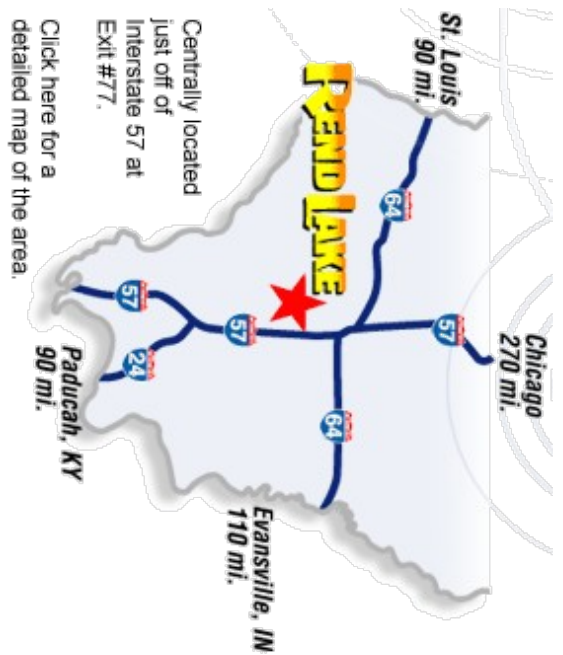 St. Louis
90 mi.
Chicago
270 mi.
REND LAKE
64
57
57
64
57
24
Centrally located
just off of
Interstate 57 at
Exit #77.
Click here for a
detailed map of the area.
Paducah, KY
90 mi.
Evansville, IN
110 mi.